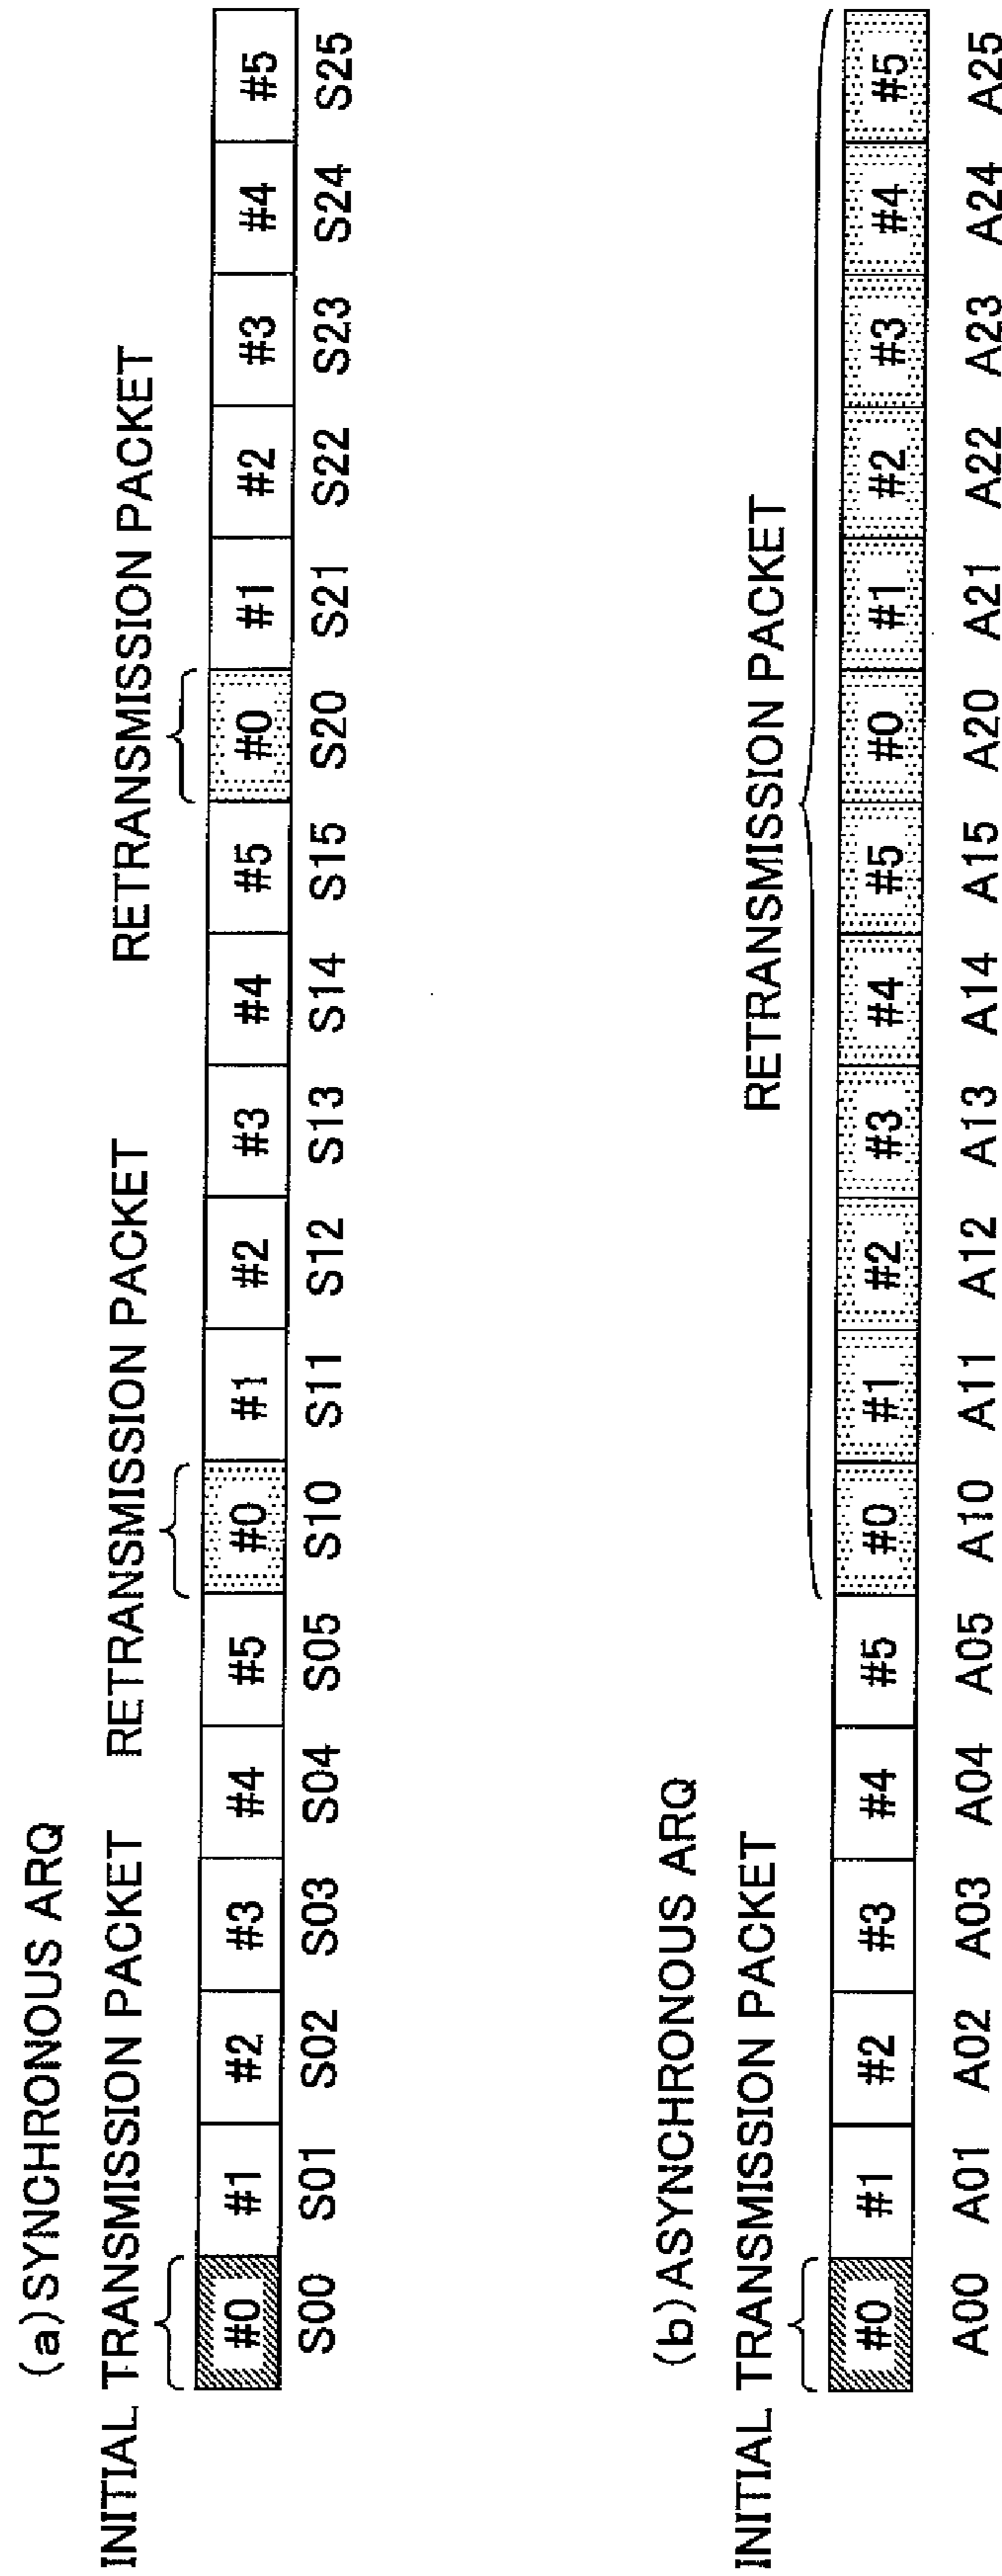 (a)SYNCHRONOUS ARQ
INITIAL TRANSMISSION PACKET RETRANSMISSION PACKET RETRANSMISSION PACKET
#0 #1 #2 #3 #4 #5 #0 #1 #2 #3 #4 #5 #0 #1 #2 #3 #4 #5
S00 S01 S02 S03 S04 S05 S10 S11 S12 S13 S14 S15 S20 S21 S22 S23 S24 S25
(b)ASYNCHRONOUS ARQ
INITIAL TRANSMISSION PACKET RETRANSMISSION PACKET
#0 #1 #2 #3 #4 #5 #0 #1 #2 #3 #4 #5 #0 #1 #2 #3 #4 #5
A00 A01 A02 A03 A04 A05 A10 A11 A12 A13 A14 A15 A20 A21 A22 A23 A24 A25